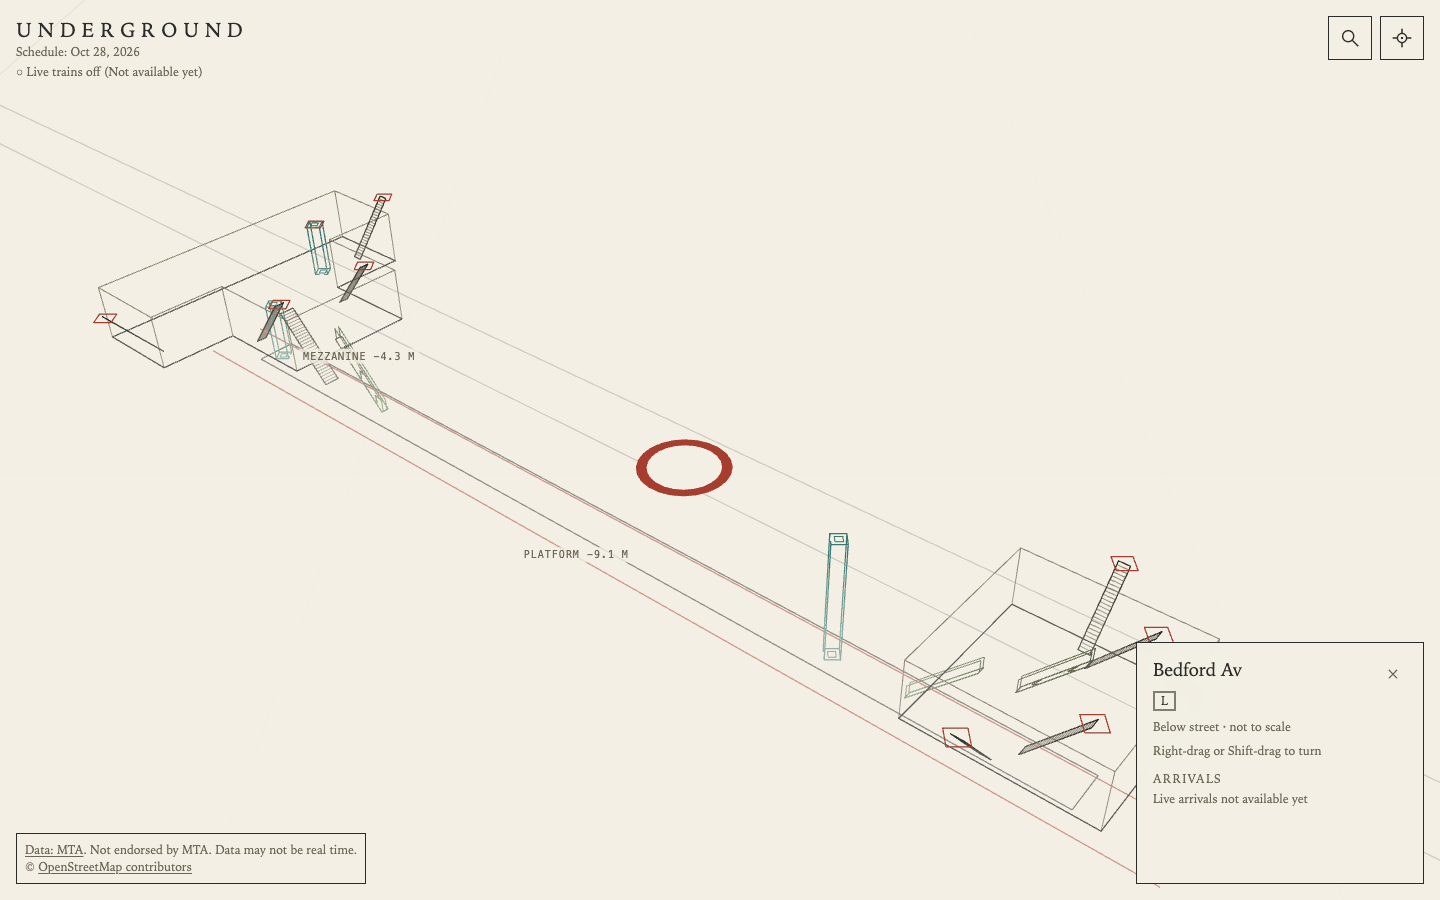 UNDERGROUND
Schedule: Oct 28, 2026
○ Live trains off (Not available yet)
MEZZANINE −4.3 M
PLATFORM −9.1 M
Bedford Av
×
L
Below street · not to scale
Right-drag or Shift-drag to turn
ARRIVALS
Live arrivals not available yet
Data: MTA. Not endorsed by MTA. Data may not be real time.
© OpenStreetMap contributors